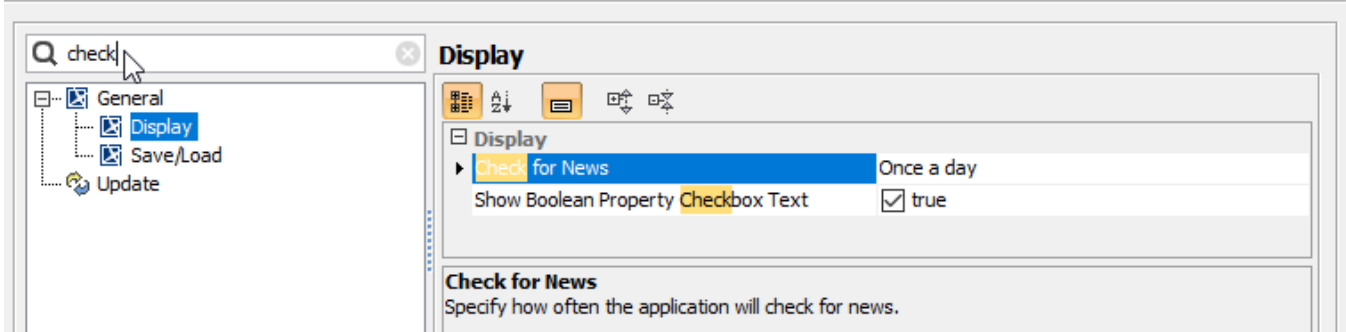 check
General
Display
Save/Load
Update
Display
Display
Check for News Once a day
Show Boolean Property Checkbox Text true
Check for News
Specify how often the application will check for news.